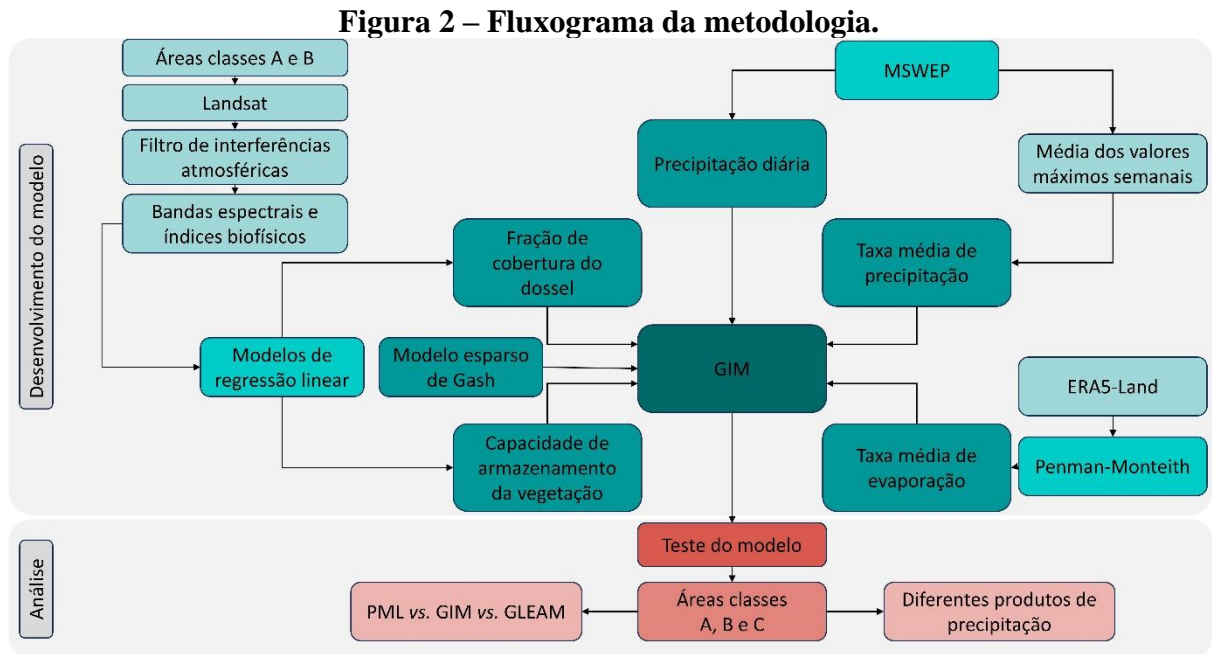 Figura 2 – Fluxograma da metodologia.
Desenvolvimento do modelo
Áreas classes A e B
Landsat
Filtro de interferências
atmosféricas
Bandas espectrais e
índices biofísicos
Modelos de
regressão linear
MSWEP
Precipitação diária
Média dos valores
máximos semanais
Fração de
cobertura do
dossel
Taxa média de
precipitação
Modelo esparso
de Gash
GIM
Capacidade de
armazenamento
da vegetação
Taxa média de
evaporação
ERA5-Land
Penman-Monteith
Análise
Teste do modelo
PML vs. GIM vs. GLEAM
Áreas classes
A, B e C
Diferentes produtos de
precipitação